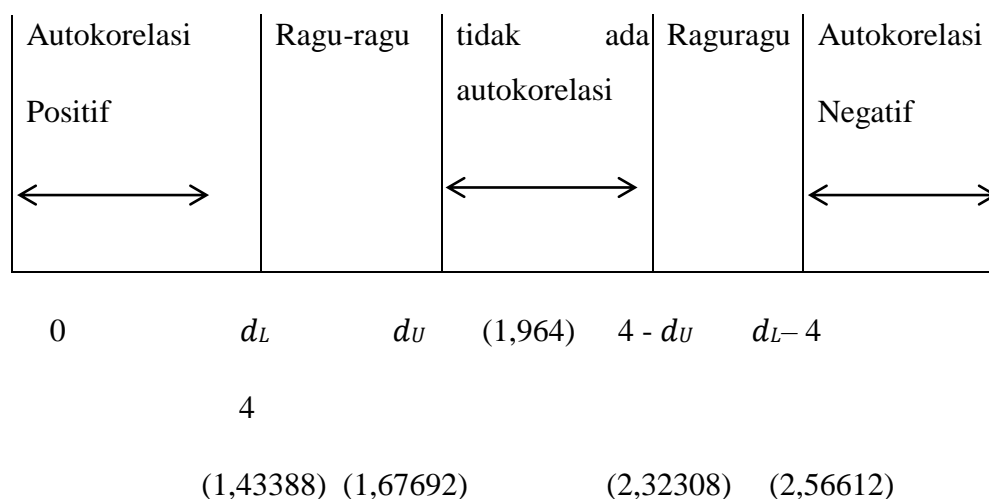 Autokorelasi Ragu-ragu tidak ada Raguragu Autokorelasi
Positif autokorelasi Negatif
0 dL dU (1,964) 4 - dU dL– 4
4
(1,43388) (1,67692) (2,32308) (2,56612)